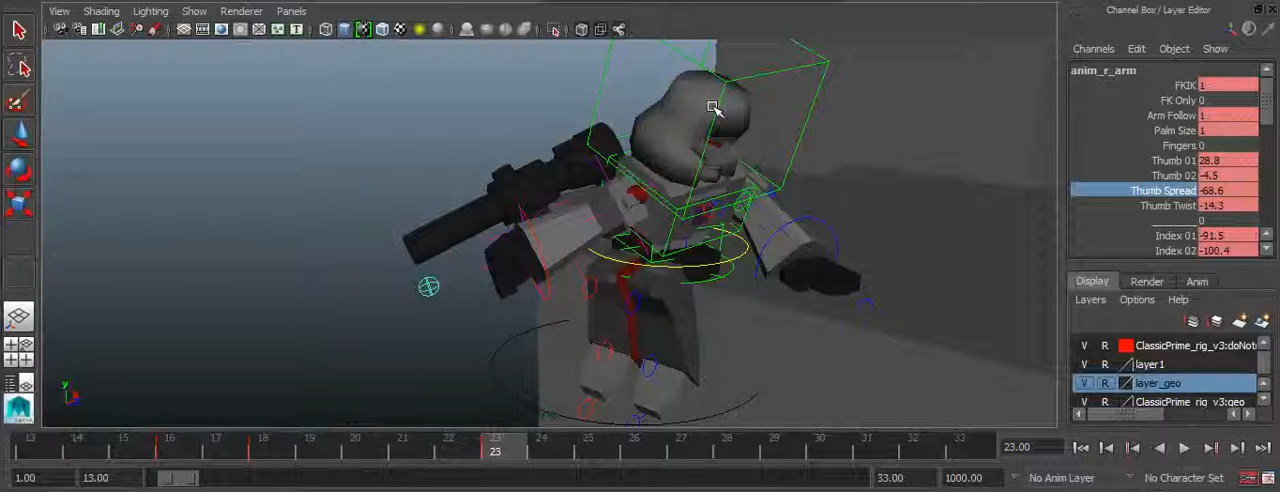 View Shading Lighting Show Renderer Panels
Channel Box / Layer Editor
Channels Edit Object Show
anim_r_arm
FKIK 1
FK Only 0
Arm Follow 1
Palm Size 1
Fingers 0
Thumb 01 28.8
Thumb 02 -4.5
Thumb Spread -68.6
Thumb Twist -14.3
0
Index 01 -91.5
Index 02 -100.4
Display Render Anim
Layers Options Help
V R ClassicPrime_rig_v3:doNot
V R layer1
V R layer_geo
V R ClassicPrime_rig_v3:geo
y
x
13 14 15 16 17 18 19 20 21 22 23 24 25 26 27 28 29 30 31 32 33
23
23.00
1.00 13.00 33.00 1000.00 No Anim Layer No Character Set